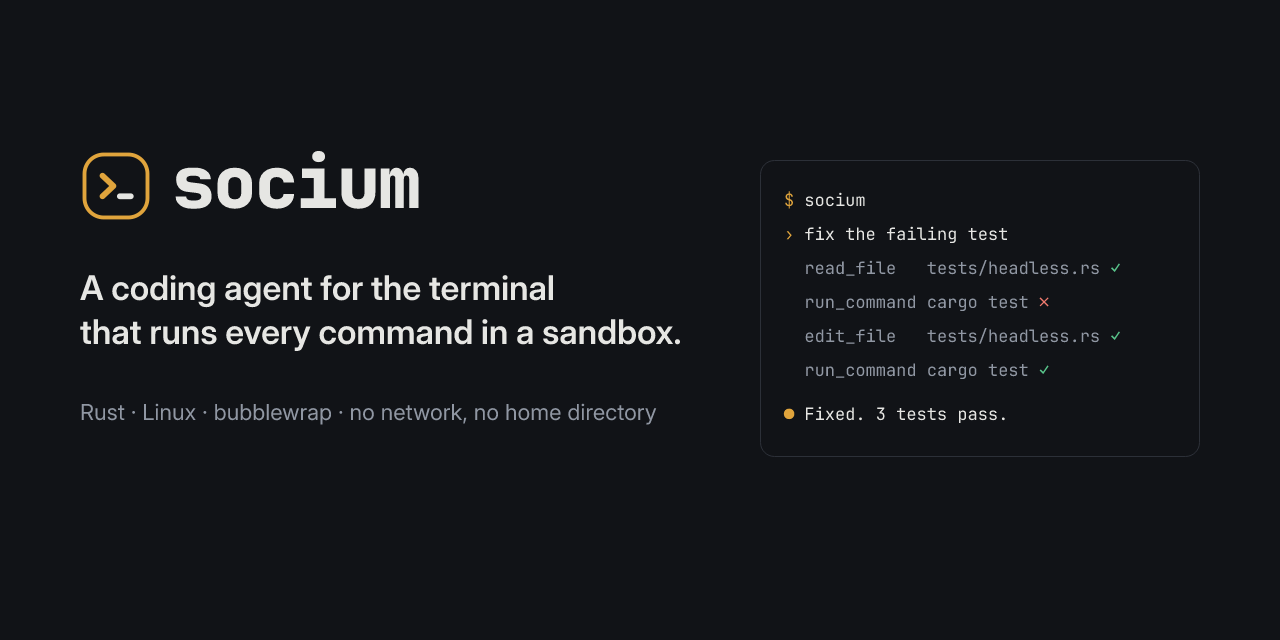 socium
A coding agent for the terminal
that runs every command in a sandbox.
Rust · Linux · bubblewrap · no network, no home directory
$ socium
› fix the failing test
read_file   tests/headless.rs ✓
run_command cargo test ✕
edit_file   tests/headless.rs ✓
run_command cargo test ✓
● Fixed. 3 tests pass.